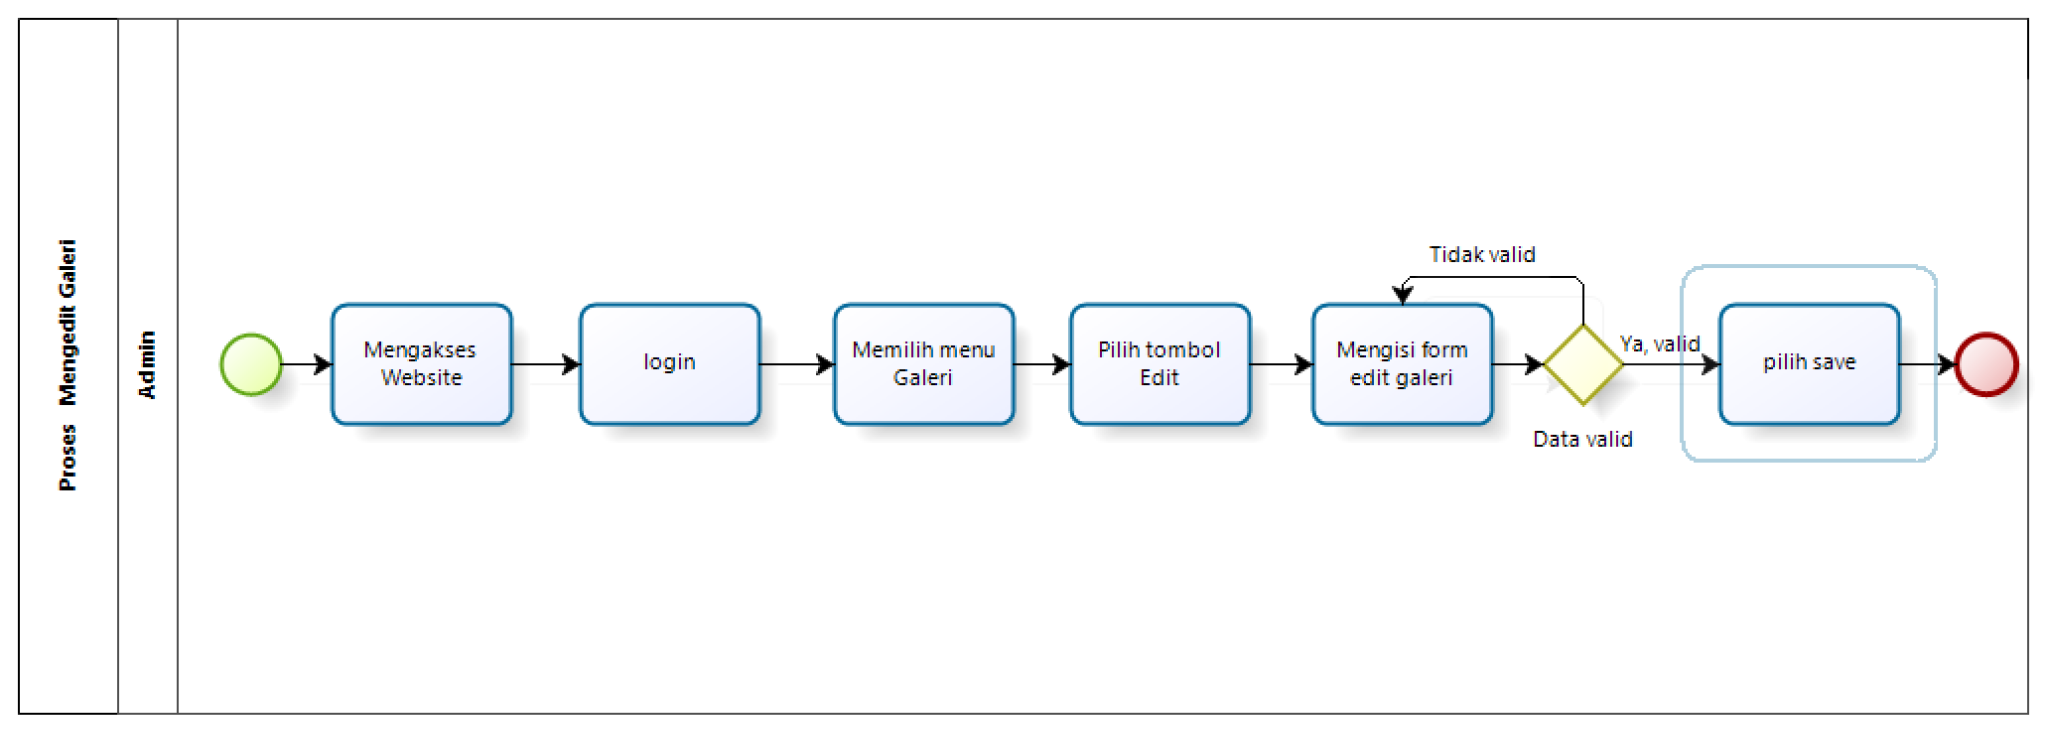 Proses Mengedit Galeri
Admin
Mengakses
Website
login
Memilih menu
Galeri
Pilih tombol
Edit
Mengisi form
edit galeri
Tidak valid
Data valid
Ya, valid
pilih save